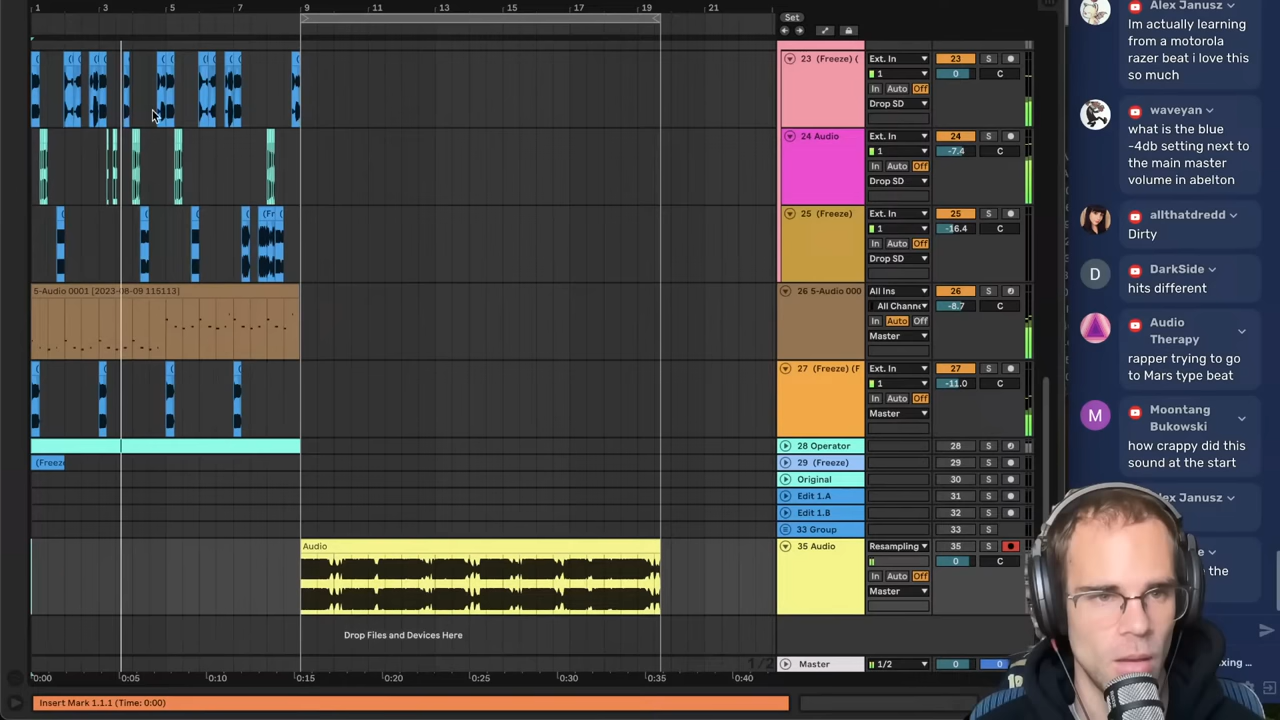 1 3 5 7 9 11 13 15 17 19 21
Set
23 (Freeze) (
Ext. In
23
S
1
0
C
In Auto Off
Drop SD
24 Audio
Ext. In
24
S
1
-7.4
C
In Auto Off
Drop SD
25 (Freeze)
Ext. In
25
S
1
-16.4
C
In Auto Off
Drop SD
(Fr (
5-Audio 0001 [2023-08-09 115113]
26 5-Audio 000
All Ins
26
S
All Channe
-8.7
C
In Auto Off
Master
27 (Freeze) (F
Ext. In
27
S
1
-11.0
C
In Auto Off
Master
28 Operator
28
S
(Freeze
29 (Freeze)
29
S
Original
30
S
Edit 1.A
31
S
Edit 1.B
32
S
33 Group
33
S
Audio
35 Audio
Resampling
35
S
0
C
In Auto Off
Master
Drop Files and Devices Here
1/2
Master
1/2
0
0
0:00 0:05 0:10 0:15 0:20 0:25 0:30 0:35 0:40
Insert Mark 1.1.1 (Time: 0:00)
Alex Janusz
Im actually learning
from a motorola
razer beat i love this
so much
waveyan
what is the blue
-4db setting next to
the main master
volume in abelton
allthatdredd
Dirty
D
DarkSide
hits different
Audio
Therapy
rapper trying to go
to Mars type beat
M
Moontang
Bukowski
how crappy did this
sound at the start
lex Janusz
the
xing ...